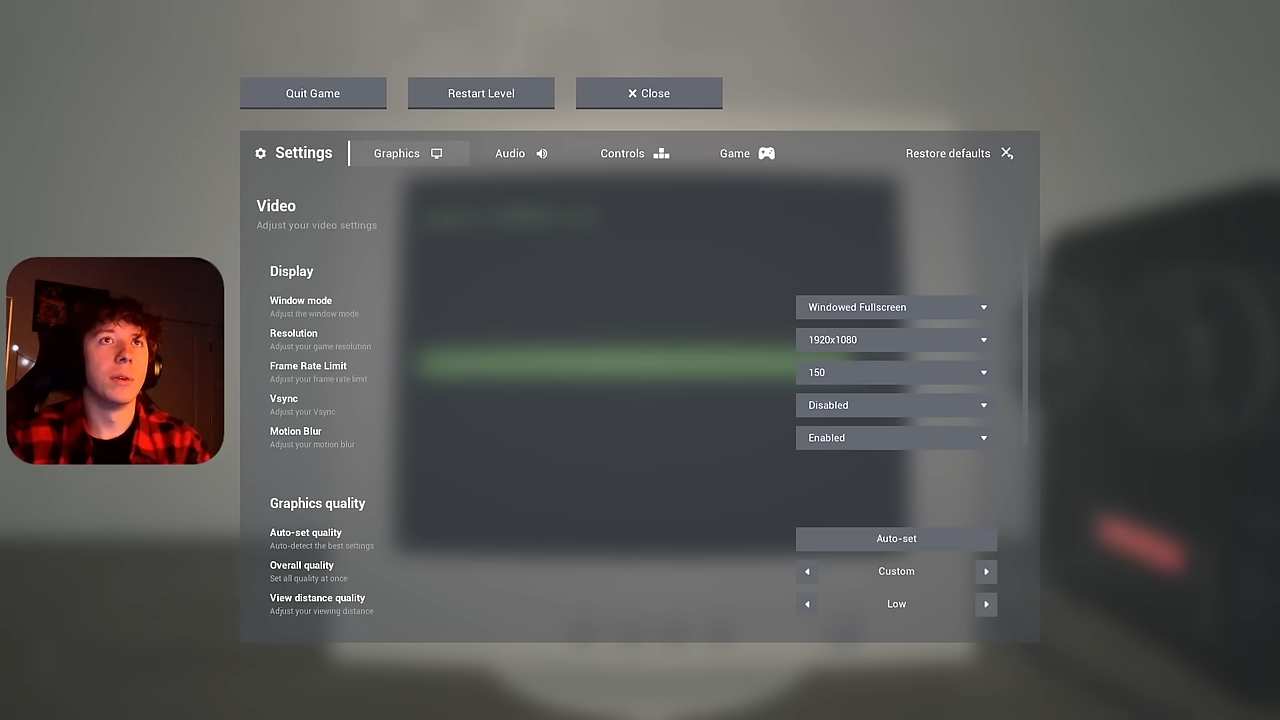 Quit Game
Restart Level
Close
Settings
Graphics
Audio
Controls
Game
Restore defaults
Video
Adjust your video settings
Display
Window mode
Adjust the window mode
Windowed Fullscreen
Resolution
Adjust your game resolution
1920x1080
Frame Rate Limit
Adjust your frame rate limit
150
Vsync
Adjust your Vsync
Disabled
Motion Blur
Adjust your motion blur
Enabled
Graphics quality
Auto-set quality
Auto-detect the best settings
Auto-set
Overall quality
Set all quality at once
Custom
View distance quality
Adjust your viewing distance
Low